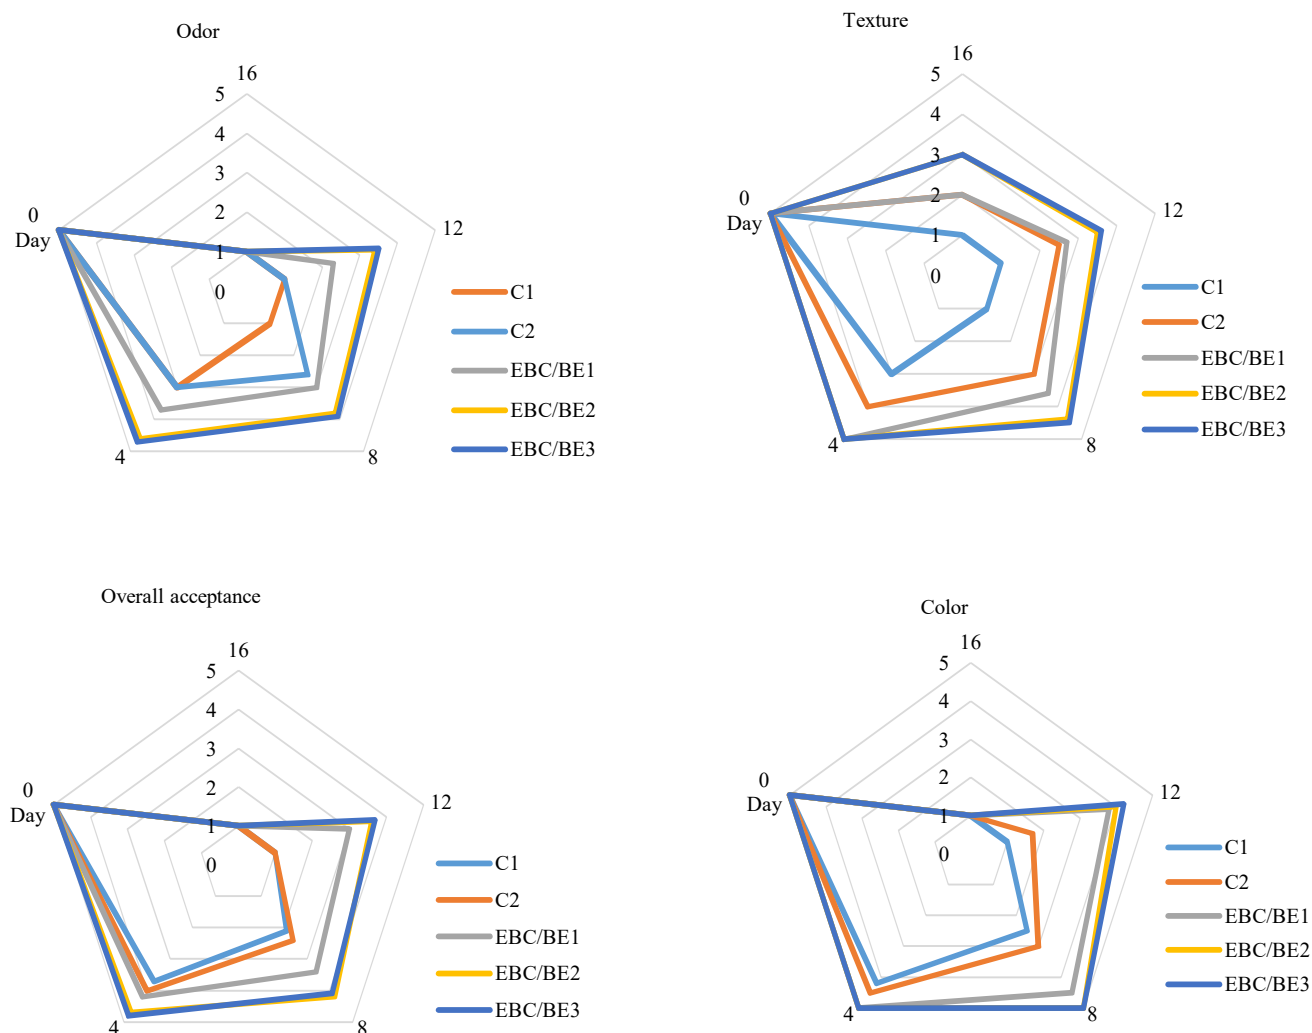 Odor
16
5
4
3
2
1
0
0
Day
12
4
8
C1
C2
EBC/BE1
EBC/BE2
EBC/BE3
Texture
16
5
4
3
2
1
0
0
Day
12
4
8
C1
C2
EBC/BE1
EBC/BE2
EBC/BE3
Overall acceptance
16
5
4
3
2
1
0
0
Day
12
4
8
C1
C2
EBC/BE1
EBC/BE2
EBC/BE3
Color
16
5
4
3
2
1
0
0
Day
12
4
8
C1
C2
EBC/BE1
EBC/BE2
EBC/BE3